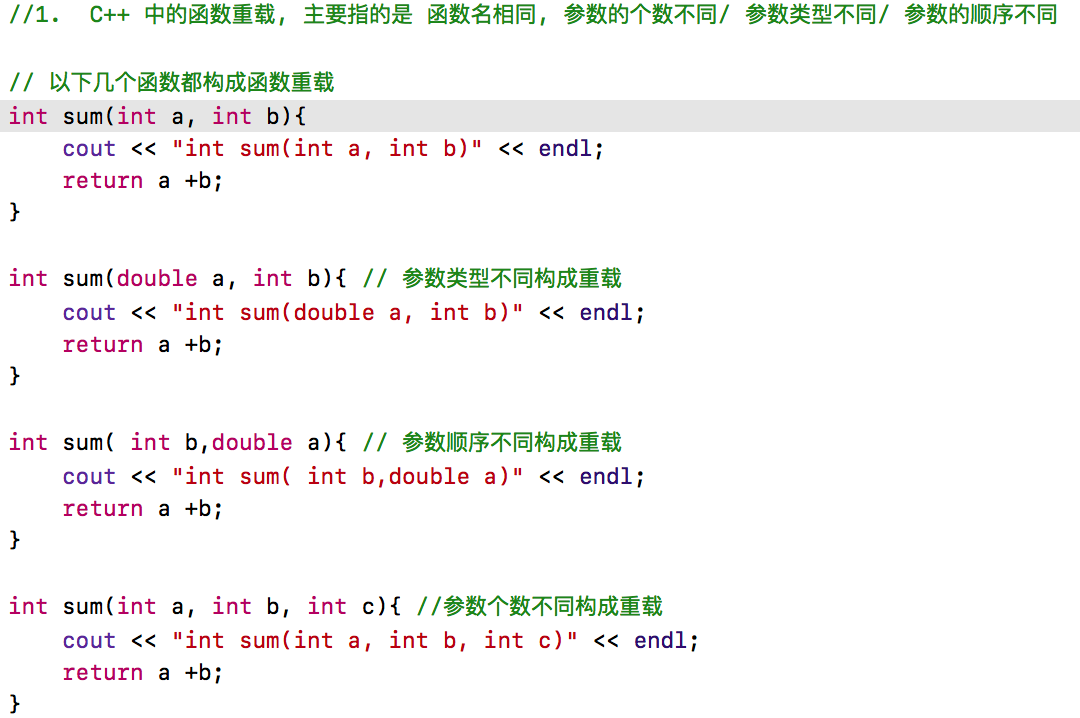 //1.  C++ 中的函数重载, 主要指的是 函数名相同, 参数的个数不同/ 参数类型不同/ 参数的顺序不同
// 以下几个函数都构成函数重载
int sum(int a, int b){
    cout << "int sum(int a, int b)" << endl;
    return a +b;
}
int sum(double a, int b){ // 参数类型不同构成重载
    cout << "int sum(double a, int b)" << endl;
    return a +b;
}
int sum( int b,double a){ // 参数顺序不同构成重载
    cout << "int sum( int b,double a)" << endl;
    return a +b;
}
int sum(int a, int b, int c){ //参数个数不同构成重载
    cout << "int sum(int a, int b, int c)" << endl;
    return a +b;
}